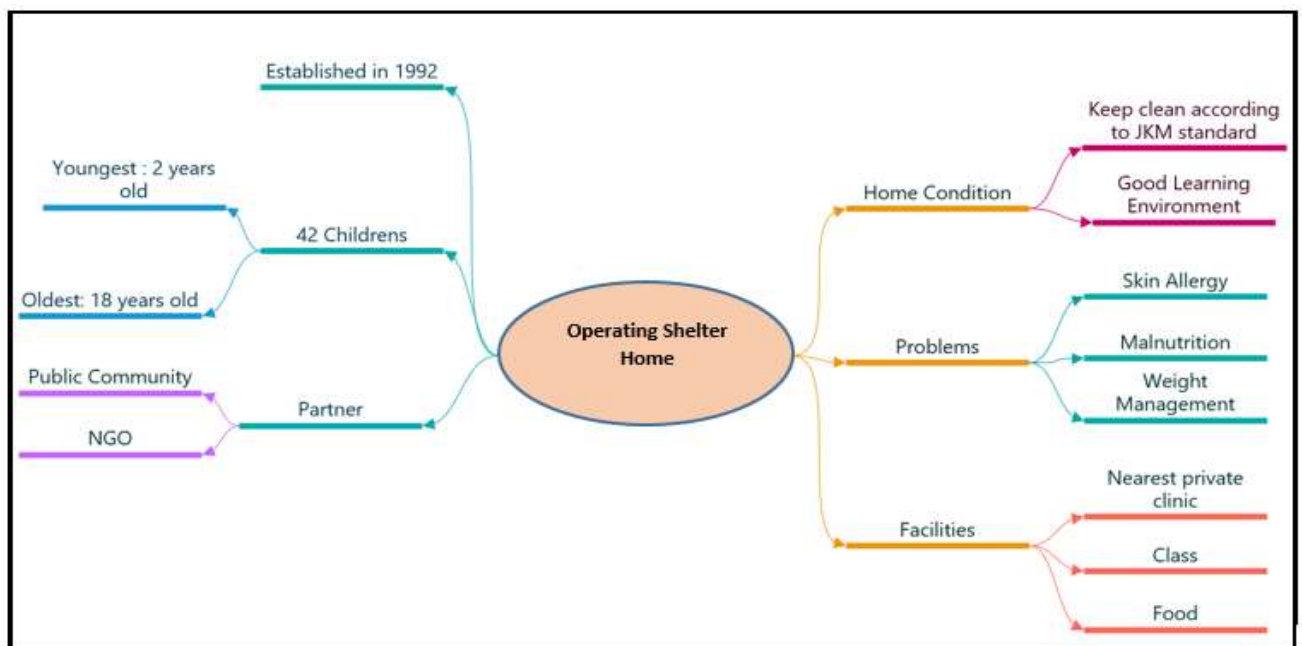 Established in 1992
Youngest : 2 years
old
42 Childrens
Oldest: 18 years old
Public Community
Partner
NGO
Operating Shelter
Home
Keep clean according
to JKM standard
Home Condition
Good Learning
Environment
Skin Allergy
Problems
Malnutrition
Weight
Management
Nearest private
clinic
Facilities
Class
Food